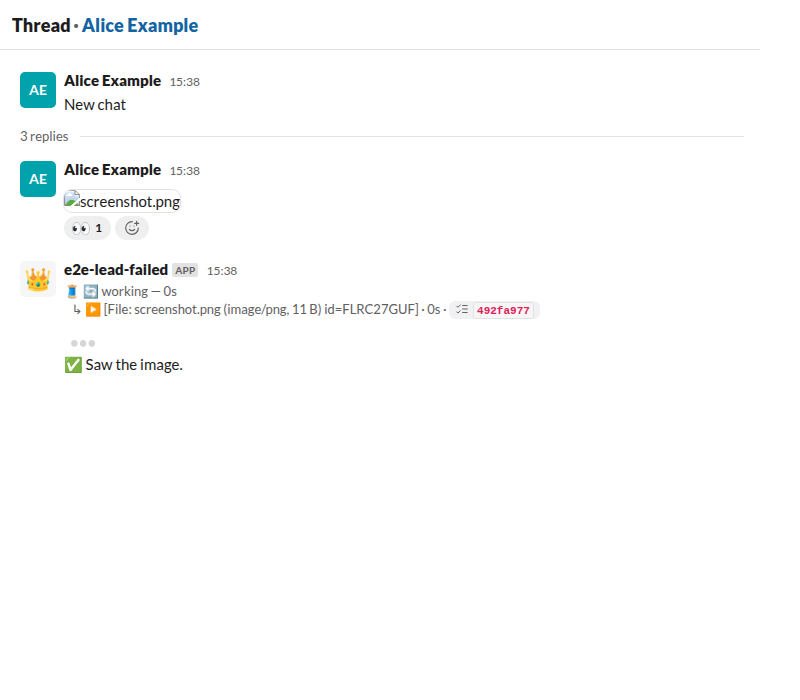 Thread • Alice Example
AE
Alice Example 15:38
New chat
3 replies
AE
Alice Example 15:38
screenshot.png
👀 1
e2e-lead-failed APP 15:38
🧵 🔄 working — 0s
↳ ▶️ [File: screenshot.png (image/png, 11 B) id=FLRC27GUF] · 0s · 492fa977
✅ Saw the image.